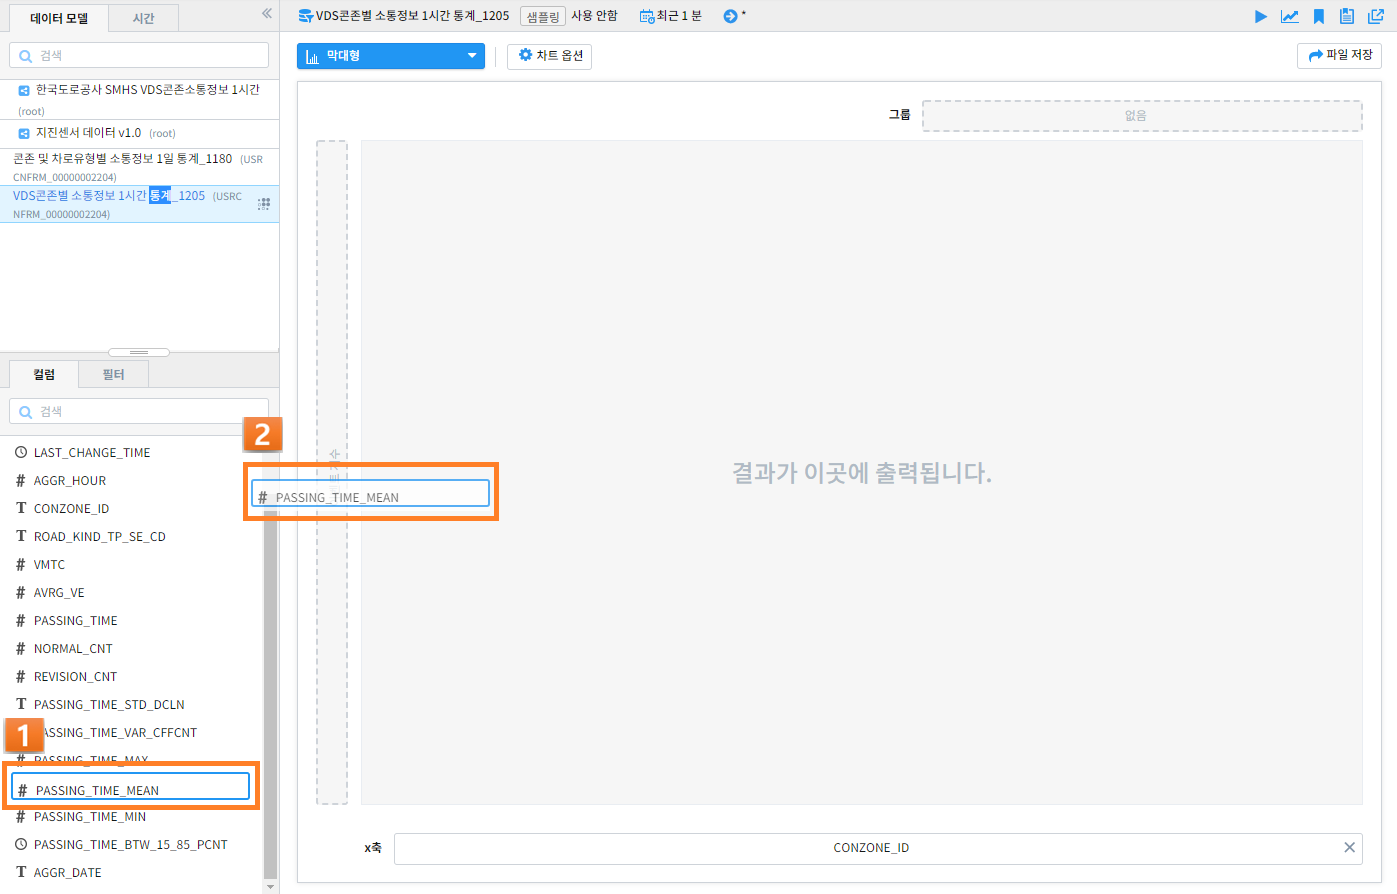 데이터 모델
시간
검색
한국도로공사 SMHS VDS콘존소통정보 1시간
(root)
지진센서 데이터 v1.0 (root)
콘존 및 차로유형별 소통정보 1일 통계_1180 (USR
CNFRM_00000002204)
VDS콘존별 소통정보 1시간 통계_1205 (USRC
NFRM_00000002204)
컬럼
필터
검색
LAST_CHANGE_TIME
# AGGR_HOUR
T CONZONE_ID
T ROAD_KIND_TP_SE_CD
# VMTC
# AVRG_VE
# PASSING_TIME
# NORMAL_CNT
# REVISION_CNT
T PASSING_TIME_STD_DCLN
1
ASSING_TIME_VAR_CFFCNT
# PASSING_TIME_MAX
# PASSING_TIME_MEAN
# PASSING_TIME_MIN
PASSING_TIME_BTW_15_85_PCNT
T AGGR_DATE
VDS콘존별 소통정보 1시간 통계_1205 샘플링 사용 안함 최근 1 분 *
막대형
차트 옵션
파일 저장
그룹
없음
2
# PASSING_TIME_MEAN
결과가 이곳에 출력됩니다.
x축
CONZONE_ID